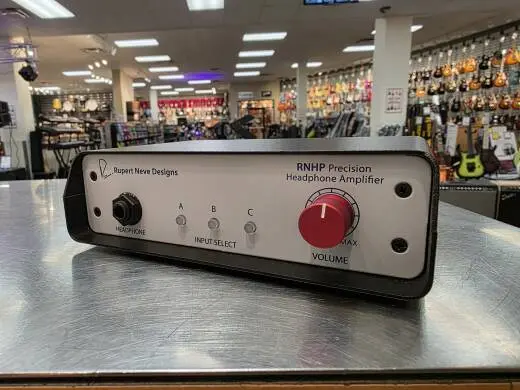 Rupert Neve Designs
RNHP Precision
Headphone Amplifier
A B C
HEADPHONE
INPUT SELECT
MAX
VOLUME